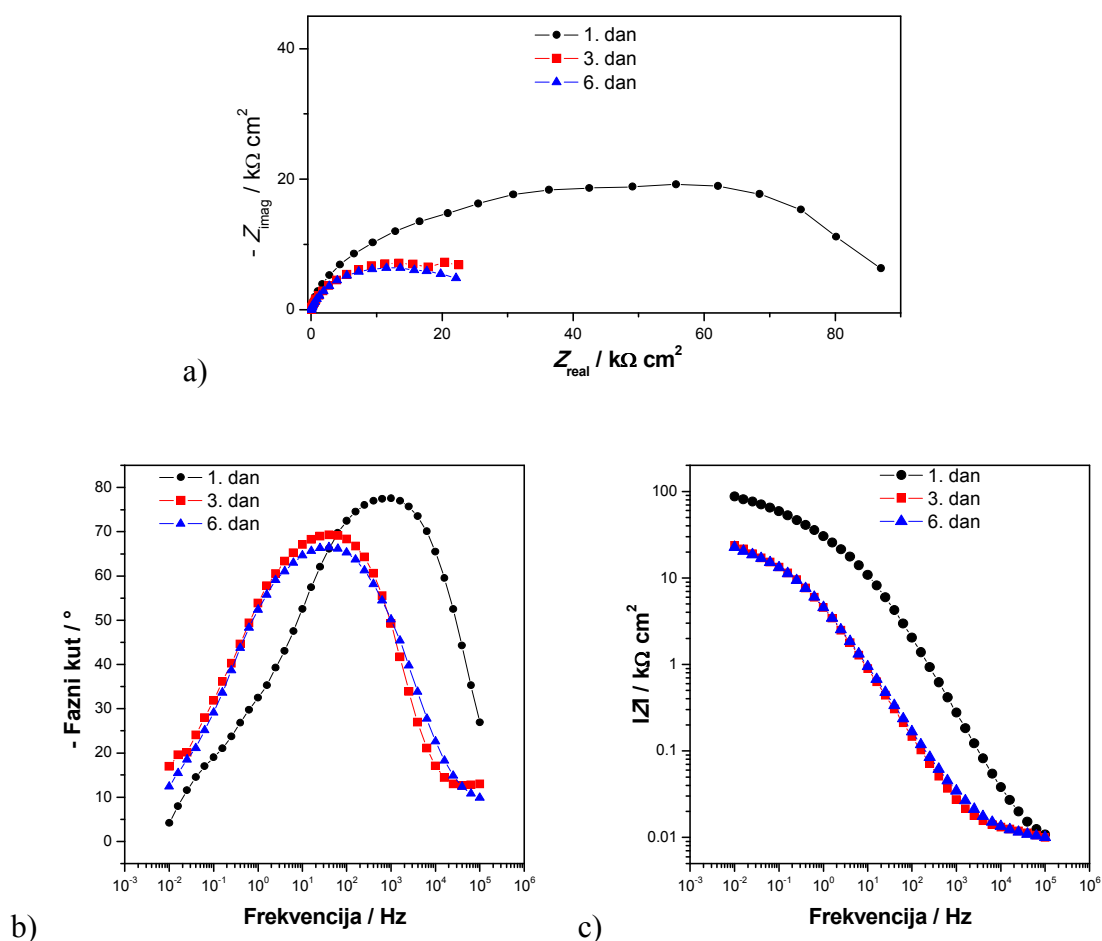 1. dan
3. dan
6. dan
40
20
0
- Z_imag / kΩ cm²
0 20 40 60 80
Z_real / kΩ cm²
a)
1. dan
3. dan
6. dan
80
70
60
50
40
30
20
10
0
- Fazni kut / °
10⁻³ 10⁻² 10⁻¹ 10⁰ 10¹ 10² 10³ 10⁴ 10⁵ 10⁶
Frekvencija / Hz
b)
1. dan
3. dan
6. dan
100
10
1
0.1
0.01
|Z| / kΩ cm²
10⁻³ 10⁻² 10⁻¹ 10⁰ 10¹ 10² 10³ 10⁴ 10⁵ 10⁶
Frekvencija / Hz
c)